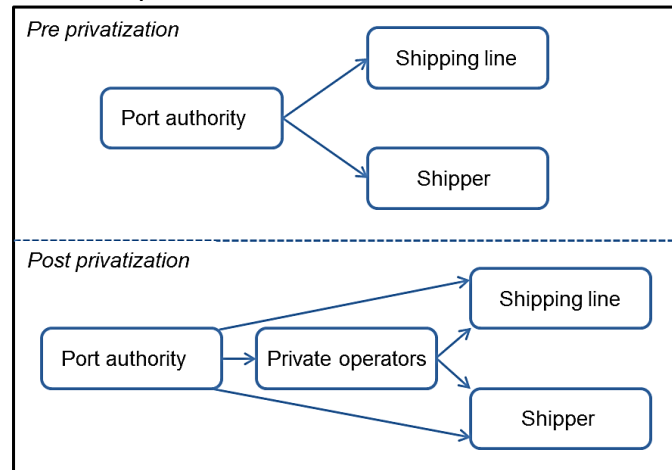 Pre privatization
Shipping line
Port authority
Shipper
Post privatization
Shipping line
Port authority
Private operators
Shipper